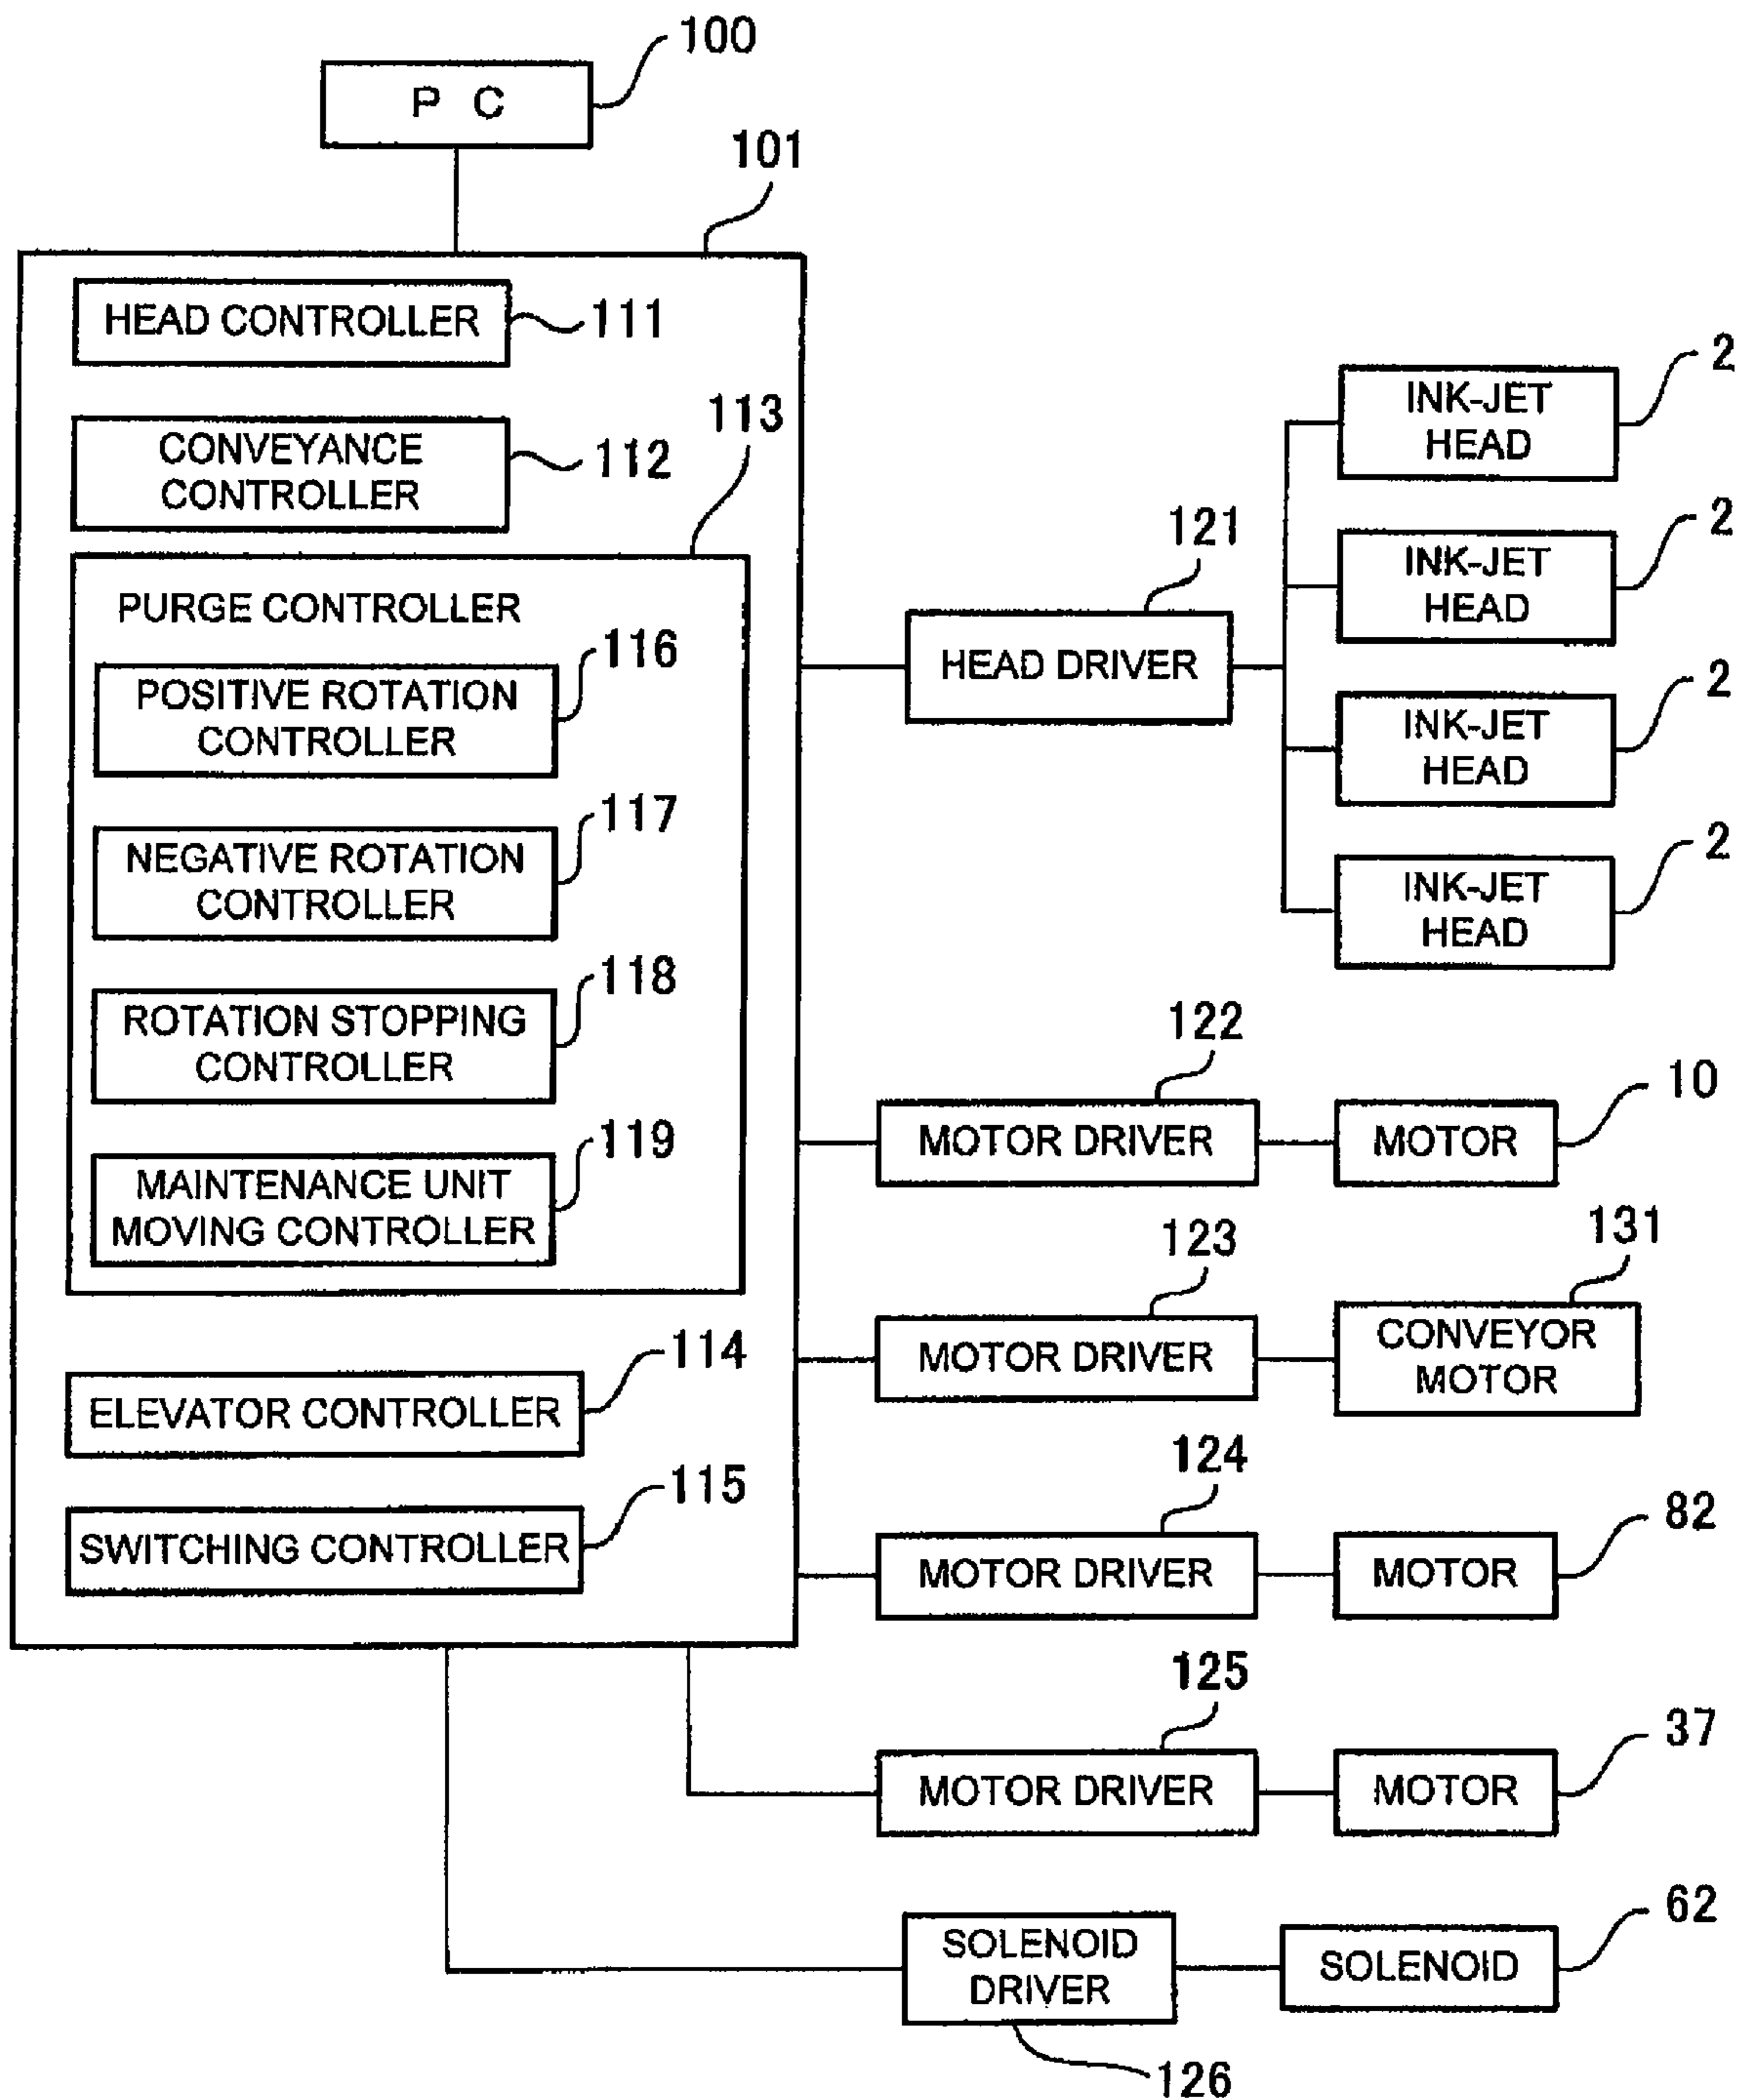 100
P C
101
HEAD CONTROLLER
111
CONVEYANCE
CONTROLLER
112
113
PURGE CONTROLLER
POSITIVE ROTATION
CONTROLLER
116
NEGATIVE ROTATION
CONTROLLER
117
ROTATION STOPPING
CONTROLLER
118
MAINTENANCE UNIT
MOVING CONTROLLER
119
ELEVATOR CONTROLLER
114
SWITCHING CONTROLLER
115
121
HEAD DRIVER
INK-JET
HEAD
2
INK-JET
HEAD
2
INK-JET
HEAD
2
INK-JET
HEAD
2
122
MOTOR DRIVER
MOTOR
10
123
MOTOR DRIVER
CONVEYOR
MOTOR
131
124
MOTOR DRIVER
MOTOR
82
125
MOTOR DRIVER
MOTOR
37
SOLENOID
DRIVER
126
SOLENOID
62